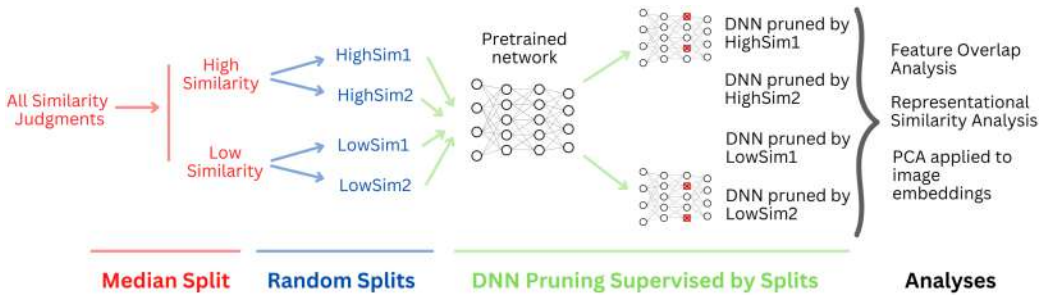 All Similarity
Judgments
High
Similarity
Low
Similarity
HighSim1
HighSim2
LowSim1
LowSim2
Pretrained
network
DNN pruned by
HighSim1
DNN pruned by
HighSim2
DNN pruned by
LowSim1
DNN pruned by
LowSim2
Feature Overlap
Analysis
Representational
Similarity Analysis
PCA applied to
image
embeddings
Median Split
Random Splits
DNN Pruning Supervised by Splits
Analyses